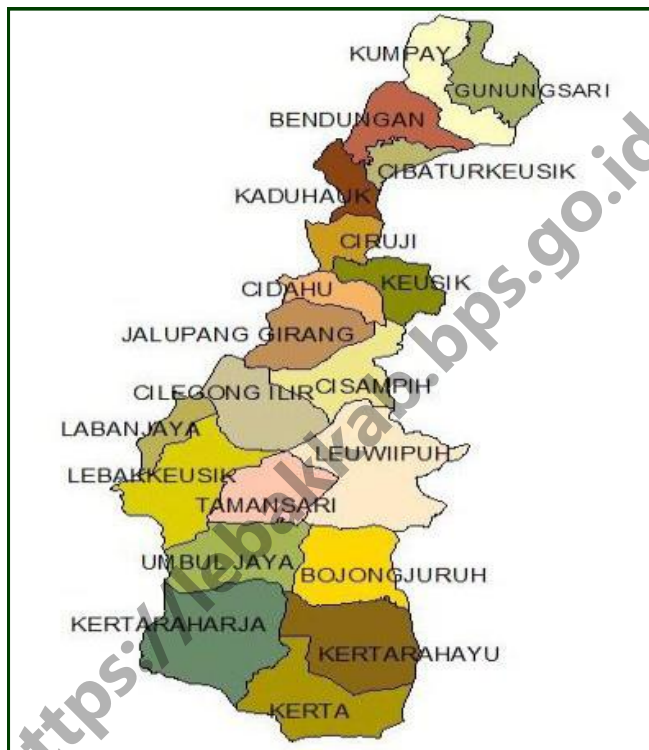 KUMPAY
GUNUNGSARI
BENDUNGAN
CIBATURKEUSIK
KADUHAUK
CIRUJI
KEUSIK
CIDAHU
JALUPANG GIRANG
CISAMPIH
CILEGONG ILIR
LABANJAYA
LEUWIIPUH
LEBAKKEUSIK
TAMANSARI
UMBUL JAYA
BOJONGJURUH
KERTARAHARJA
KERTARAHAYU
KERTA
https://lebakkab.bps.go.id